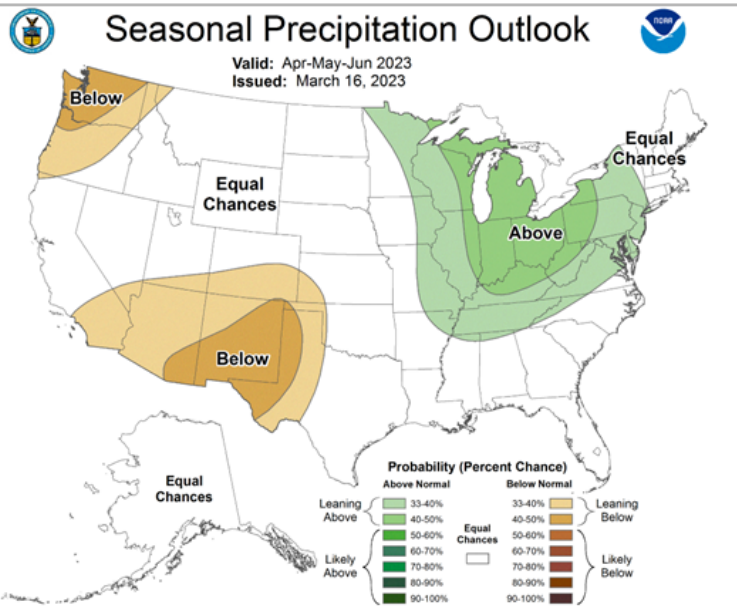 Seasonal Precipitation Outlook
NOAA
Valid: Apr-May-Jun 2023
Issued: March 16, 2023
Below
Equal
Chances
Equal
Chances
Above
Below
Equal
Chances
Probability (Percent Chance)
Above Normal
Below Normal
Leaning
Above
33-40%
40-50%
Likely
Above
50-60%
60-70%
70-80%
80-90%
90-100%
Equal
Chances
33-40%
40-50%
Leaning
Below
50-60%
60-70%
70-80%
80-90%
90-100%
Likely
Below